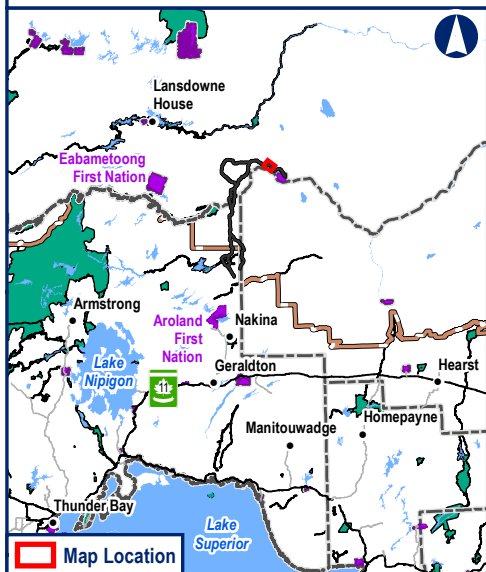 Lansdowne
House
Eabametoong
First Nation
Armstrong
Aroland
First
Nation
Nakina
Lake
Nipigon
Geraldton
11
Hearst
Manitouwadge
Homepayne
Thunder Bay
Lake
Superior
Map Location